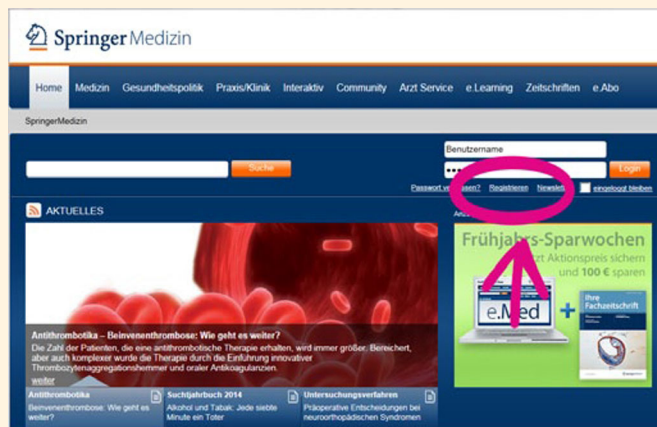 Springer Medizin
Home Medizin Gesundheitspolitik Praxis/Klinik Interaktiv Community Arzt Service e.Learning Zeitschriften e.Abo
SpringerMedizin
Benutzername
Suche
Login
Passwort Registrieren eingeloggt bleiben
AKTUELLES
Frühjahrs-Sparwochen
Aktionspreis sichern
und 100 € sparen
e.Med + Ihre
Fachzeitschrift
Antithrombotika – Beinvenenthrombose: Wie geht es weiter?
Die Zahl der Patienten, die eine antithrombotische Therapie erhalten, wird immer größer. Bereichert,
aber auch komplexer wurde die Therapie durch die Einführung innovativer
Thrombozytenaggregationshemmer und oraler Antikoagulanzien.
weiter
Antithrombotika
Beinvenenthrombose: Wie geht es
weiter?
Suchtjahrbuch 2014
Alkohol und Tabak: Jede siebte
Minute ein Toter
Untersuchungsverfahren
Präoperative Entscheidungen bei
neuroorthopädischen Syndromen